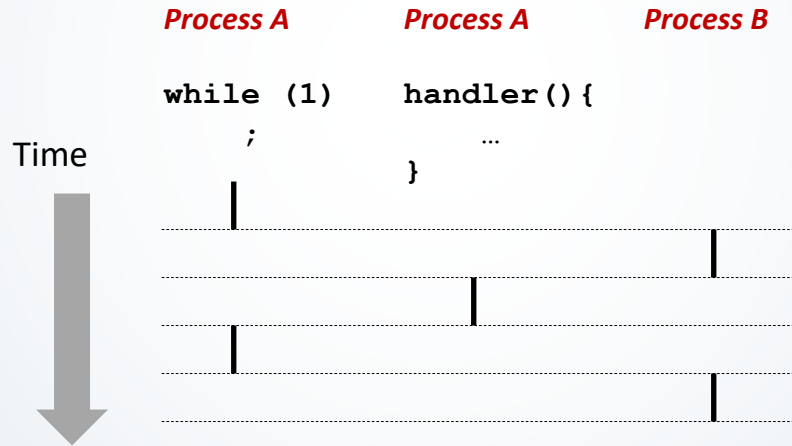 Process A Process A Process B
while (1) handler(){
; …
Time
}